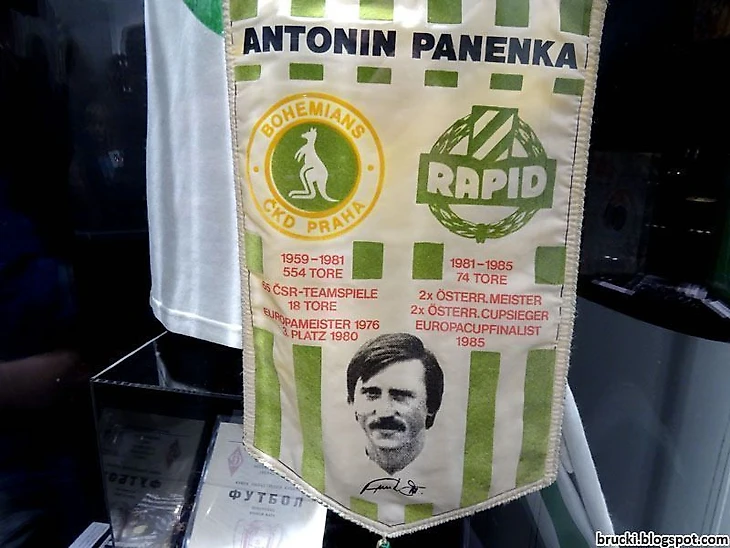 ANTONIN PANENKA
BOHEMIANS
ČKD PRAHA
RAPID
1959-1981
554 TORE
ČSR-TEAMSPIELE
18 TORE
EUROPAMEISTER 1976
3. PLATZ 1980
1981-1985
74 TORE
2x ÖSTERR. MEISTER
2x ÖSTERR. CUPSIEGER
EUROPACUPFINALIST
1985
ФУТБОЛ
brucki.blogspot.com